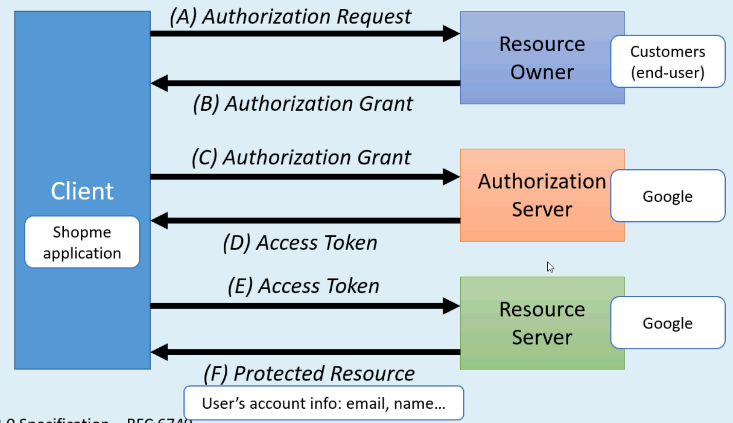 (A) Authorization Request
Resource
Owner
Customers
(end-user)
(B) Authorization Grant
(C) Authorization Grant
Client
Authorization
Server
Google
Shopme
application
(D) Access Token
(E) Access Token
Resource
Server
Google
(F) Protected Resource
User's account info: email, name...
Specification
RFC 6749